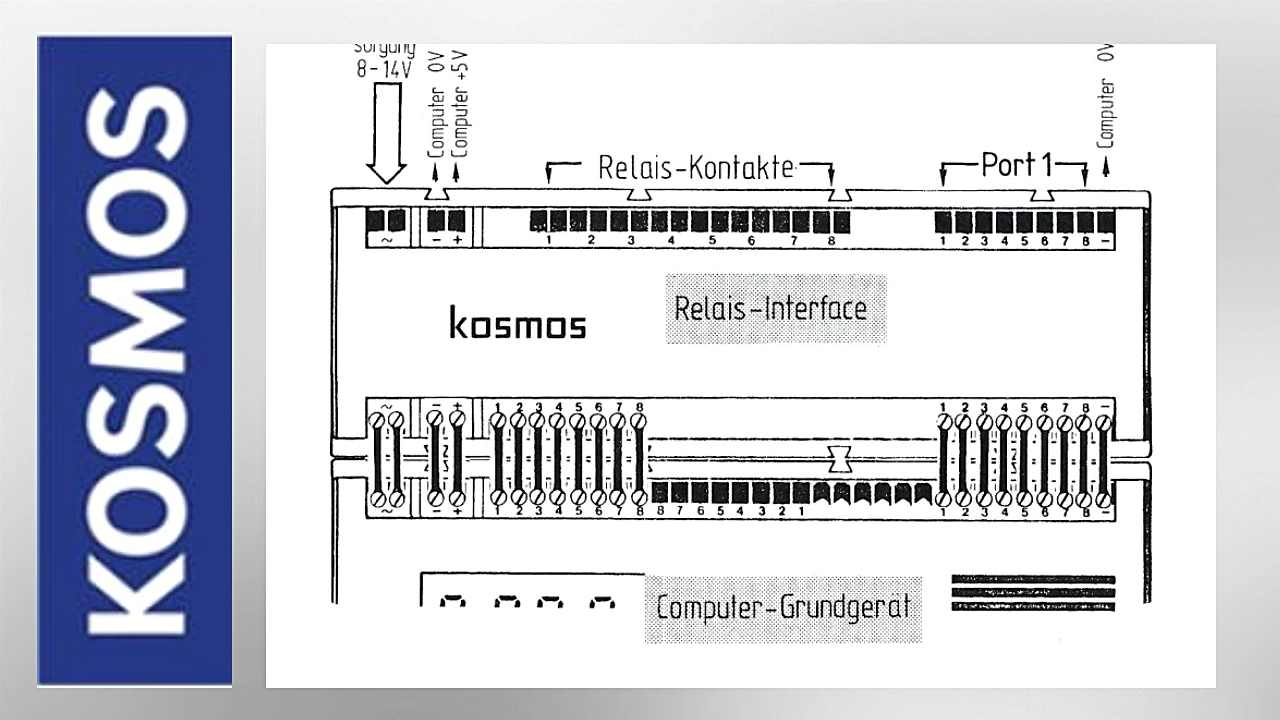 KOSMOS
8-14V
Computer 0V
Computer +5V
Computer 0V
Relais-Kontakte
Port 1
~ − + 1 2 3 4 5 6 7 8 1 2 3 4 5 6 7 8 −
kosmos
Relais-Interface
~ − + 1 2 3 4 5 6 7 8 1 2 3 4 5 6 7 8 −
~ − + 1 2 3 4 5 6 7 8 8 7 6 5 4 3 2 1 1 2 3 4 5 6 7 8 −
Computer-Grundgerät